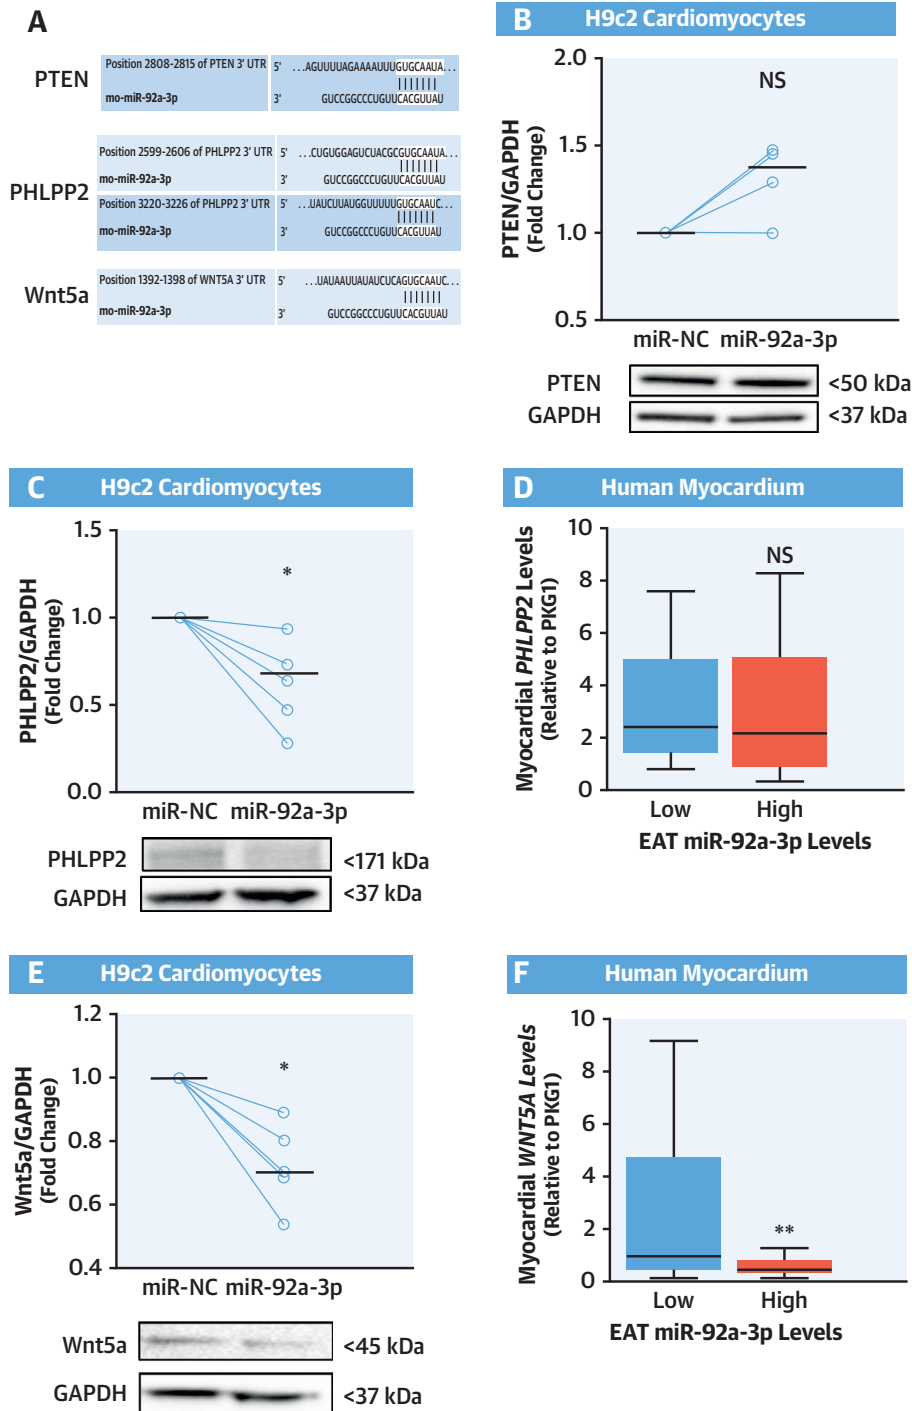 A
PTEN
Position 2808-2815 of PTEN 3' UTR 5' ...AGUUUUAGAAAAUUUGUGCAAUA...
mo-miR-92a-3p 3' GUCCGGCCCUGUUCACGUUAU
PHLPP2
Position 2599-2606 of PHLPP2 3' UTR 5' ...CUGUGGAGUCUACGCGUGCAAUA...
mo-miR-92a-3p 3' GUCCGGCCCUGUUCACGUUAU
Position 3220-3226 of PHLPP2 3' UTR 5' ...UAUCUUAUGGUUUUUGUGCAAUC...
mo-miR-92a-3p 3' GUCCGGCCCUGUUCACGUUAU
Wnt5a
Position 1392-1398 of WNT5A 3' UTR 5' ...UAUAAUUAUAUCUCAGUGCAAUC...
mo-miR-92a-3p 3' GUCCGGCCCUGUUCACGUUAU
B H9c2 Cardiomyocytes
PTEN/GAPDH
(Fold Change)
2.0
1.5
1.0
0.5
NS
miR-NC miR-92a-3p
PTEN <50 kDa
GAPDH <37 kDa
C H9c2 Cardiomyocytes
PHLPP2/GAPDH
(Fold Change)
1.5
1.0
0.5
0.0
*
miR-NC miR-92a-3p
PHLPP2 <171 kDa
GAPDH <37 kDa
D Human Myocardium
Myocardial PHLPP2 Levels
(Relative to PKG1)
10
8
6
4
2
0
NS
Low High
EAT miR-92a-3p Levels
E H9c2 Cardiomyocytes
Wnt5a/GAPDH
(Fold Change)
1.2
1.0
0.8
0.6
0.4
*
miR-NC miR-92a-3p
Wnt5a <45 kDa
GAPDH <37 kDa
F Human Myocardium
Myocardial WNT5A Levels
(Relative to PKG1)
10
8
6
4
2
0
**
Low High
EAT miR-92a-3p Levels